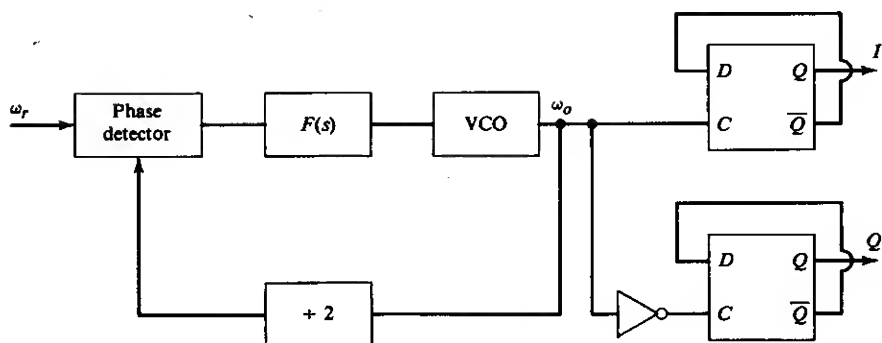 ω_r
Phase
detector
F(s)
VCO
ω_o
D
Q
I
C
Q̅
÷ 2
D
Q
Q
C
Q̅